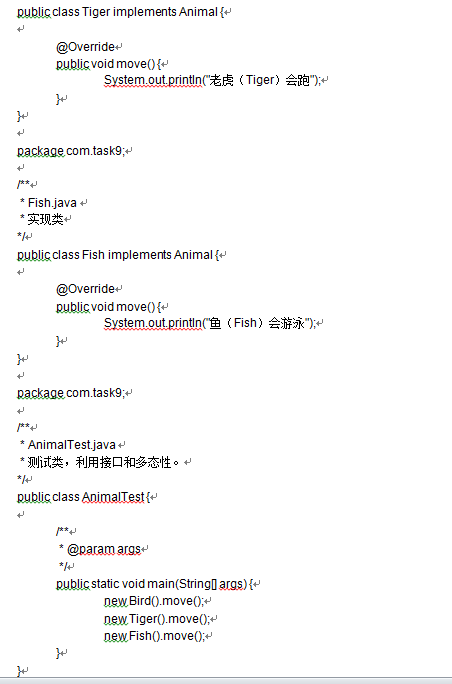 public class Tiger implements Animal {
@Override
public void move() {
System.out.println("老虎（Tiger）会跑");
}
}
package com.task9;
/**
* Fish.java
* 实现类
*/
public class Fish implements Animal {
@Override
public void move() {
System.out.println("鱼（Fish）会游泳");
}
}
package com.task9;
/**
* AnimalTest.java
* 测试类，利用接口和多态性。
*/
public class AnimalTest {
/**
* @param args
*/
public static void main(String[] args) {
new Bird().move();
new Tiger().move();
new Fish().move();
}
}